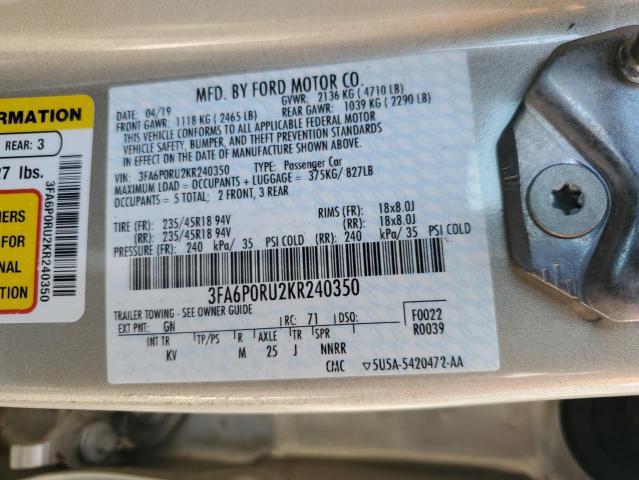 MFD. BY FORD MOTOR CO.
DATE: 04/19 GVWR: 2136 KG ( 4710 LB)
FRONT GAWR: 1118 KG ( 2465 LB) REAR GAWR: 1039 KG ( 2290 LB)
THIS VEHICLE CONFORMS TO ALL APPLICABLE FEDERAL MOTOR
VEHICLE SAFETY, BUMPER, AND THEFT PREVENTION STANDARDS
IN EFFECT ON THE DATE OF MANUFACTURE SHOWN ABOVE.
VIN: 3FA6P0RU2KR240350 TYPE: Passenger Car
MAXIMUM LOAD = OCCUPANTS + LUGGAGE = 375KG/ 827LB
OCCUPANTS = 5 TOTAL: 2 FRONT, 3 REAR
TIRE (FR): 235/45R18 94V RIMS (FR): 18x8.0J
(RR): 235/45R18 94V (RR): 18x8.0J
PRESSURE (FR): 240 kPa/ 35 PSI COLD (RR): 240 kPa/ 35 PSI COLD
3FA6P0RU2KR240350
TRAILER TOWING - SEE OWNER GUIDE
EXT PNT: GN RC: 71 DSO: F0022
INT TR TP/PS R AXLE TR SPR R0039
KV M 25 J NNRR
CMC ▽5U5A-5420472-AA
ORMATION
REAR: 3
27 lbs.
3FA6P0RU2KR240350
IERS
FOR
NAL
ION